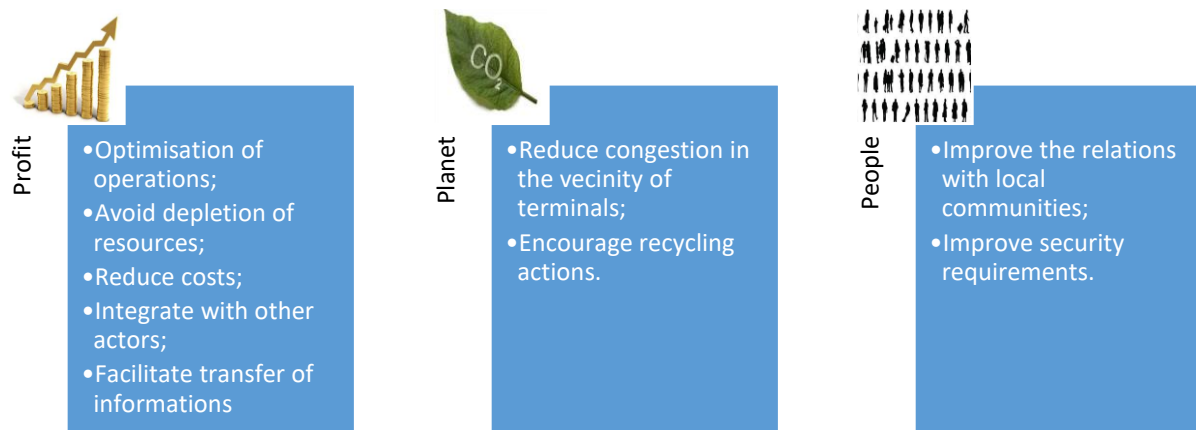 Profit
•Optimisation of
operations;
•Avoid depletion of
resources;
•Reduce costs;
•Integrate with other
actors;
•Facilitate transfer of
informations
CO2
Planet
•Reduce congestion in
the vecinity of
terminals;
•Encourage recycling
actions.
People
•Improve the relations
with local
communities;
•Improve security
requirements.